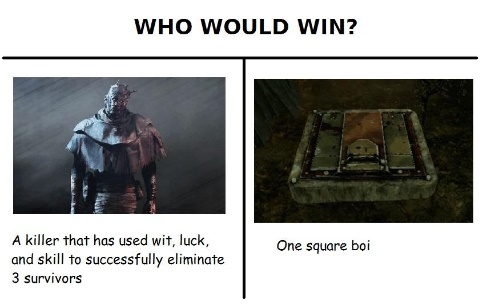 WHO WOULD WIN?
A killer that has used wit, luck,
and skill to successfully eliminate
3 survivors
One square boi